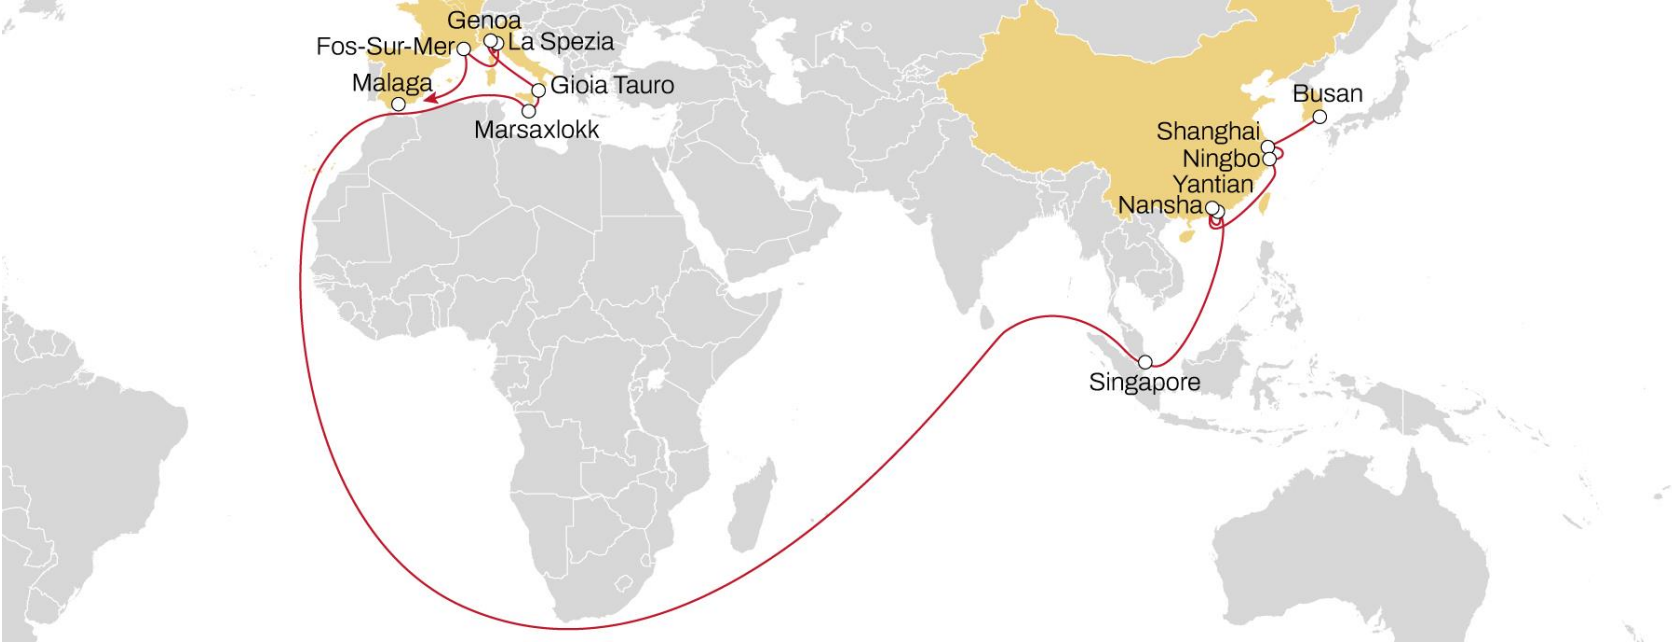 Genoa
Fos-Sur-Mer
La Spezia
Malaga
Gioia Tauro
Marsaxlokk
Busan
Shanghai
Ningbo
Yantian
Nansha
Singapore